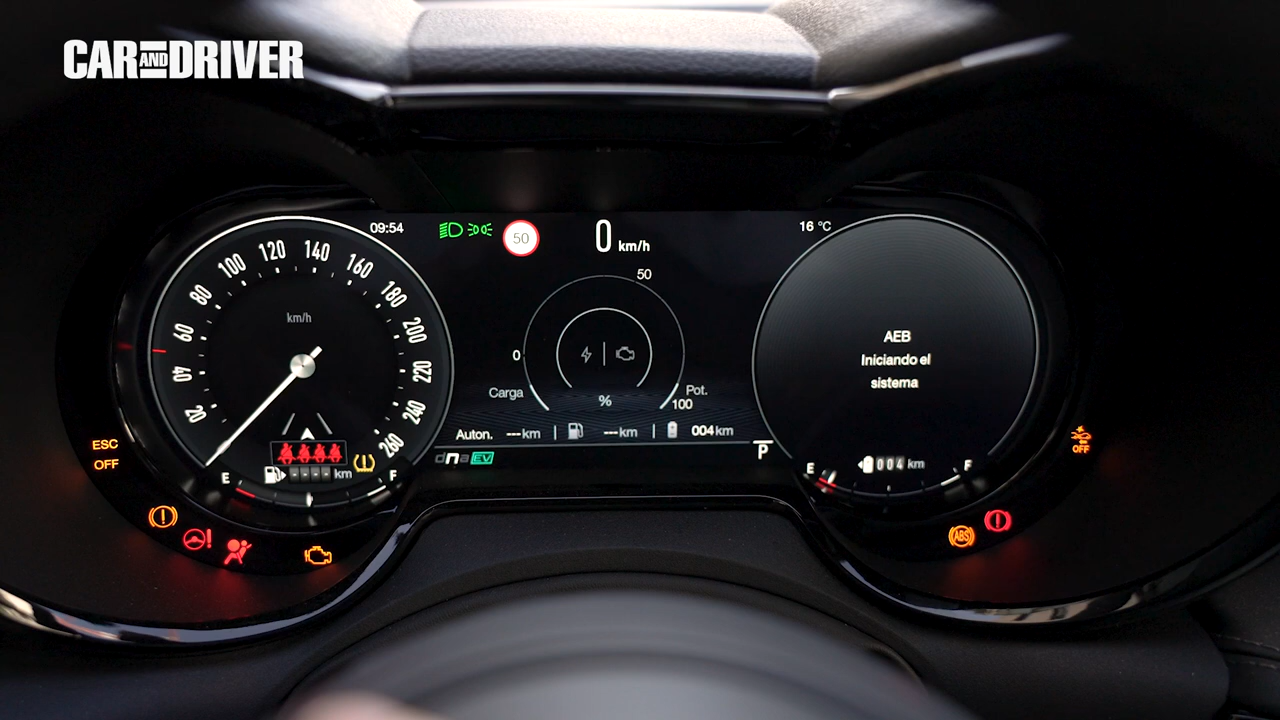 CAR AND DRIVER
09:54
50
0 km/h
16 °C
20
40
60
80
100
120
140
160
180
200
220
240
260
km/h
E
F
----km
ESC
OFF
50
0
Carga
%
Pot.
100
Auton. ---km | ---km | 004km
dna EV
P
AEB
Iniciando el
sistema
004 km
E
F
ABS
OFF